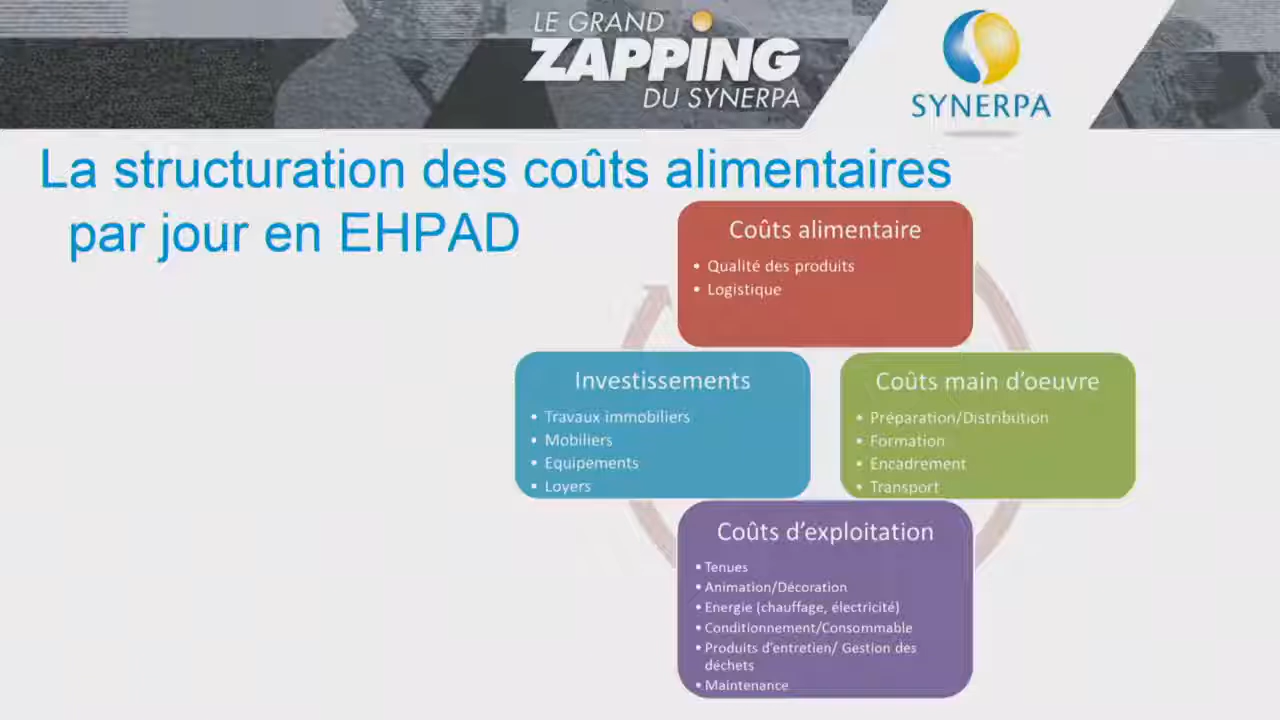 LE GRAND
ZAPPING
DU SYNERPA
SYNERPA
La structuration des coûts alimentaires
par jour en EHPAD
Coûts alimentaire
• Qualité des produits
• Logistique
Investissements
• Travaux immobiliers
• Mobiliers
• Equipements
• Loyers
Coûts main d’oeuvre
• Préparation/Distribution
• Formation
• Encadrement
• Transport
Coûts d’exploitation
• Tenues
• Animation/Décoration
• Energie (chauffage, électricité)
• Conditionnement/Consommable
• Produits d’entretien/ Gestion des
déchets
• Maintenance